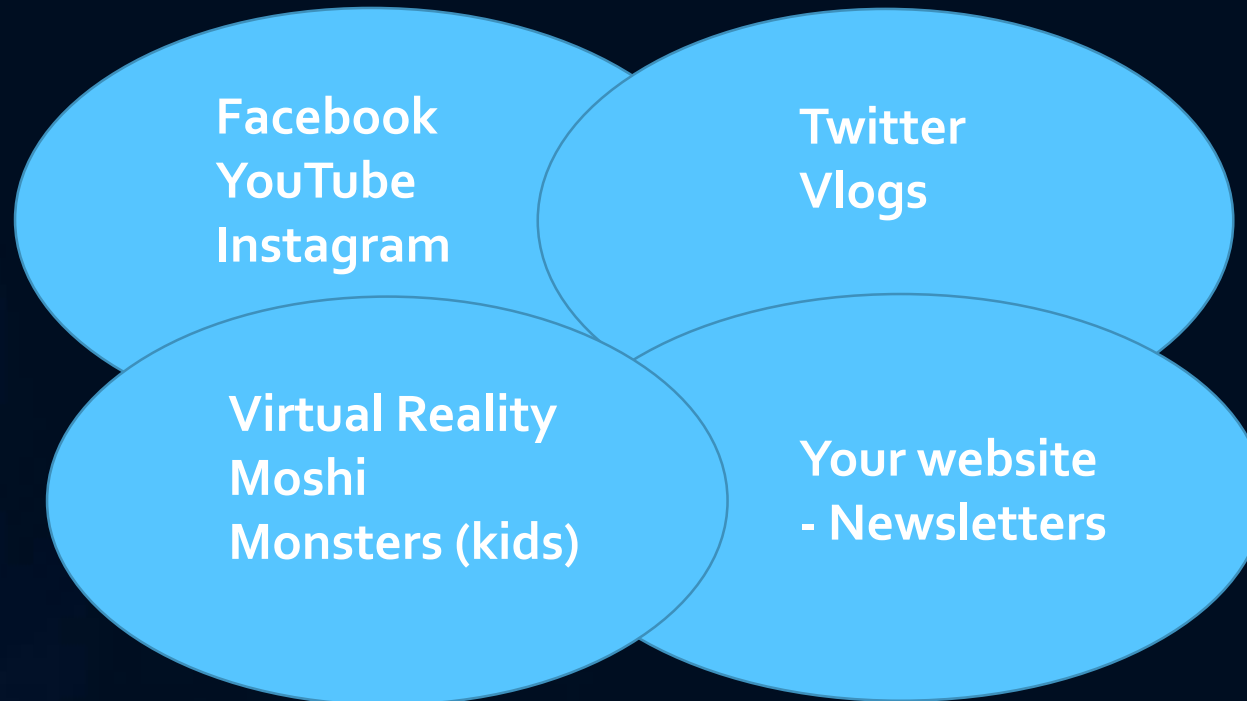 Facebook
YouTube
Instagram
Twitter
Vlogs
Virtual Reality
Moshi
Monsters (kids)
Your website
- Newsletters